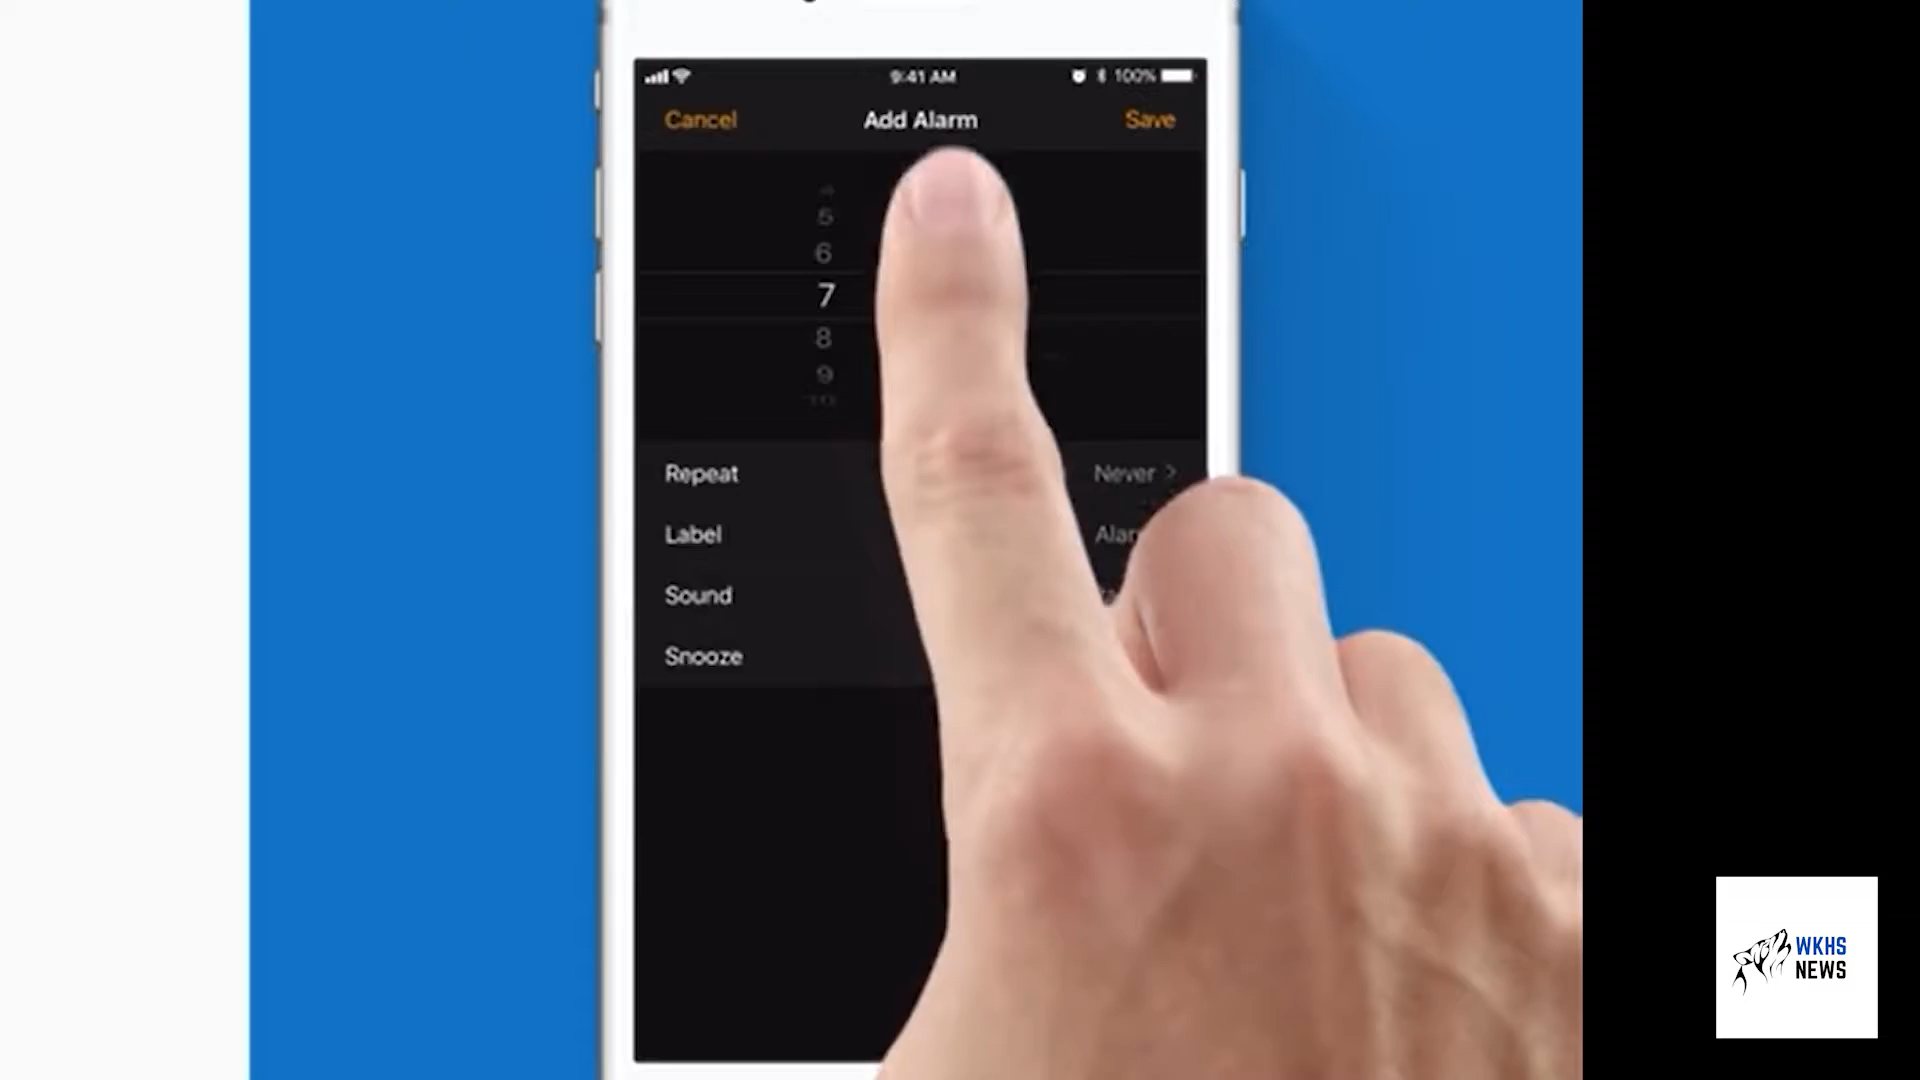 9:41 AM
100%
Cancel
Add Alarm
Save
5
6
7
8
9
10
Repeat
Never >
Label
Sound
Snooze
WKHS
NEWS